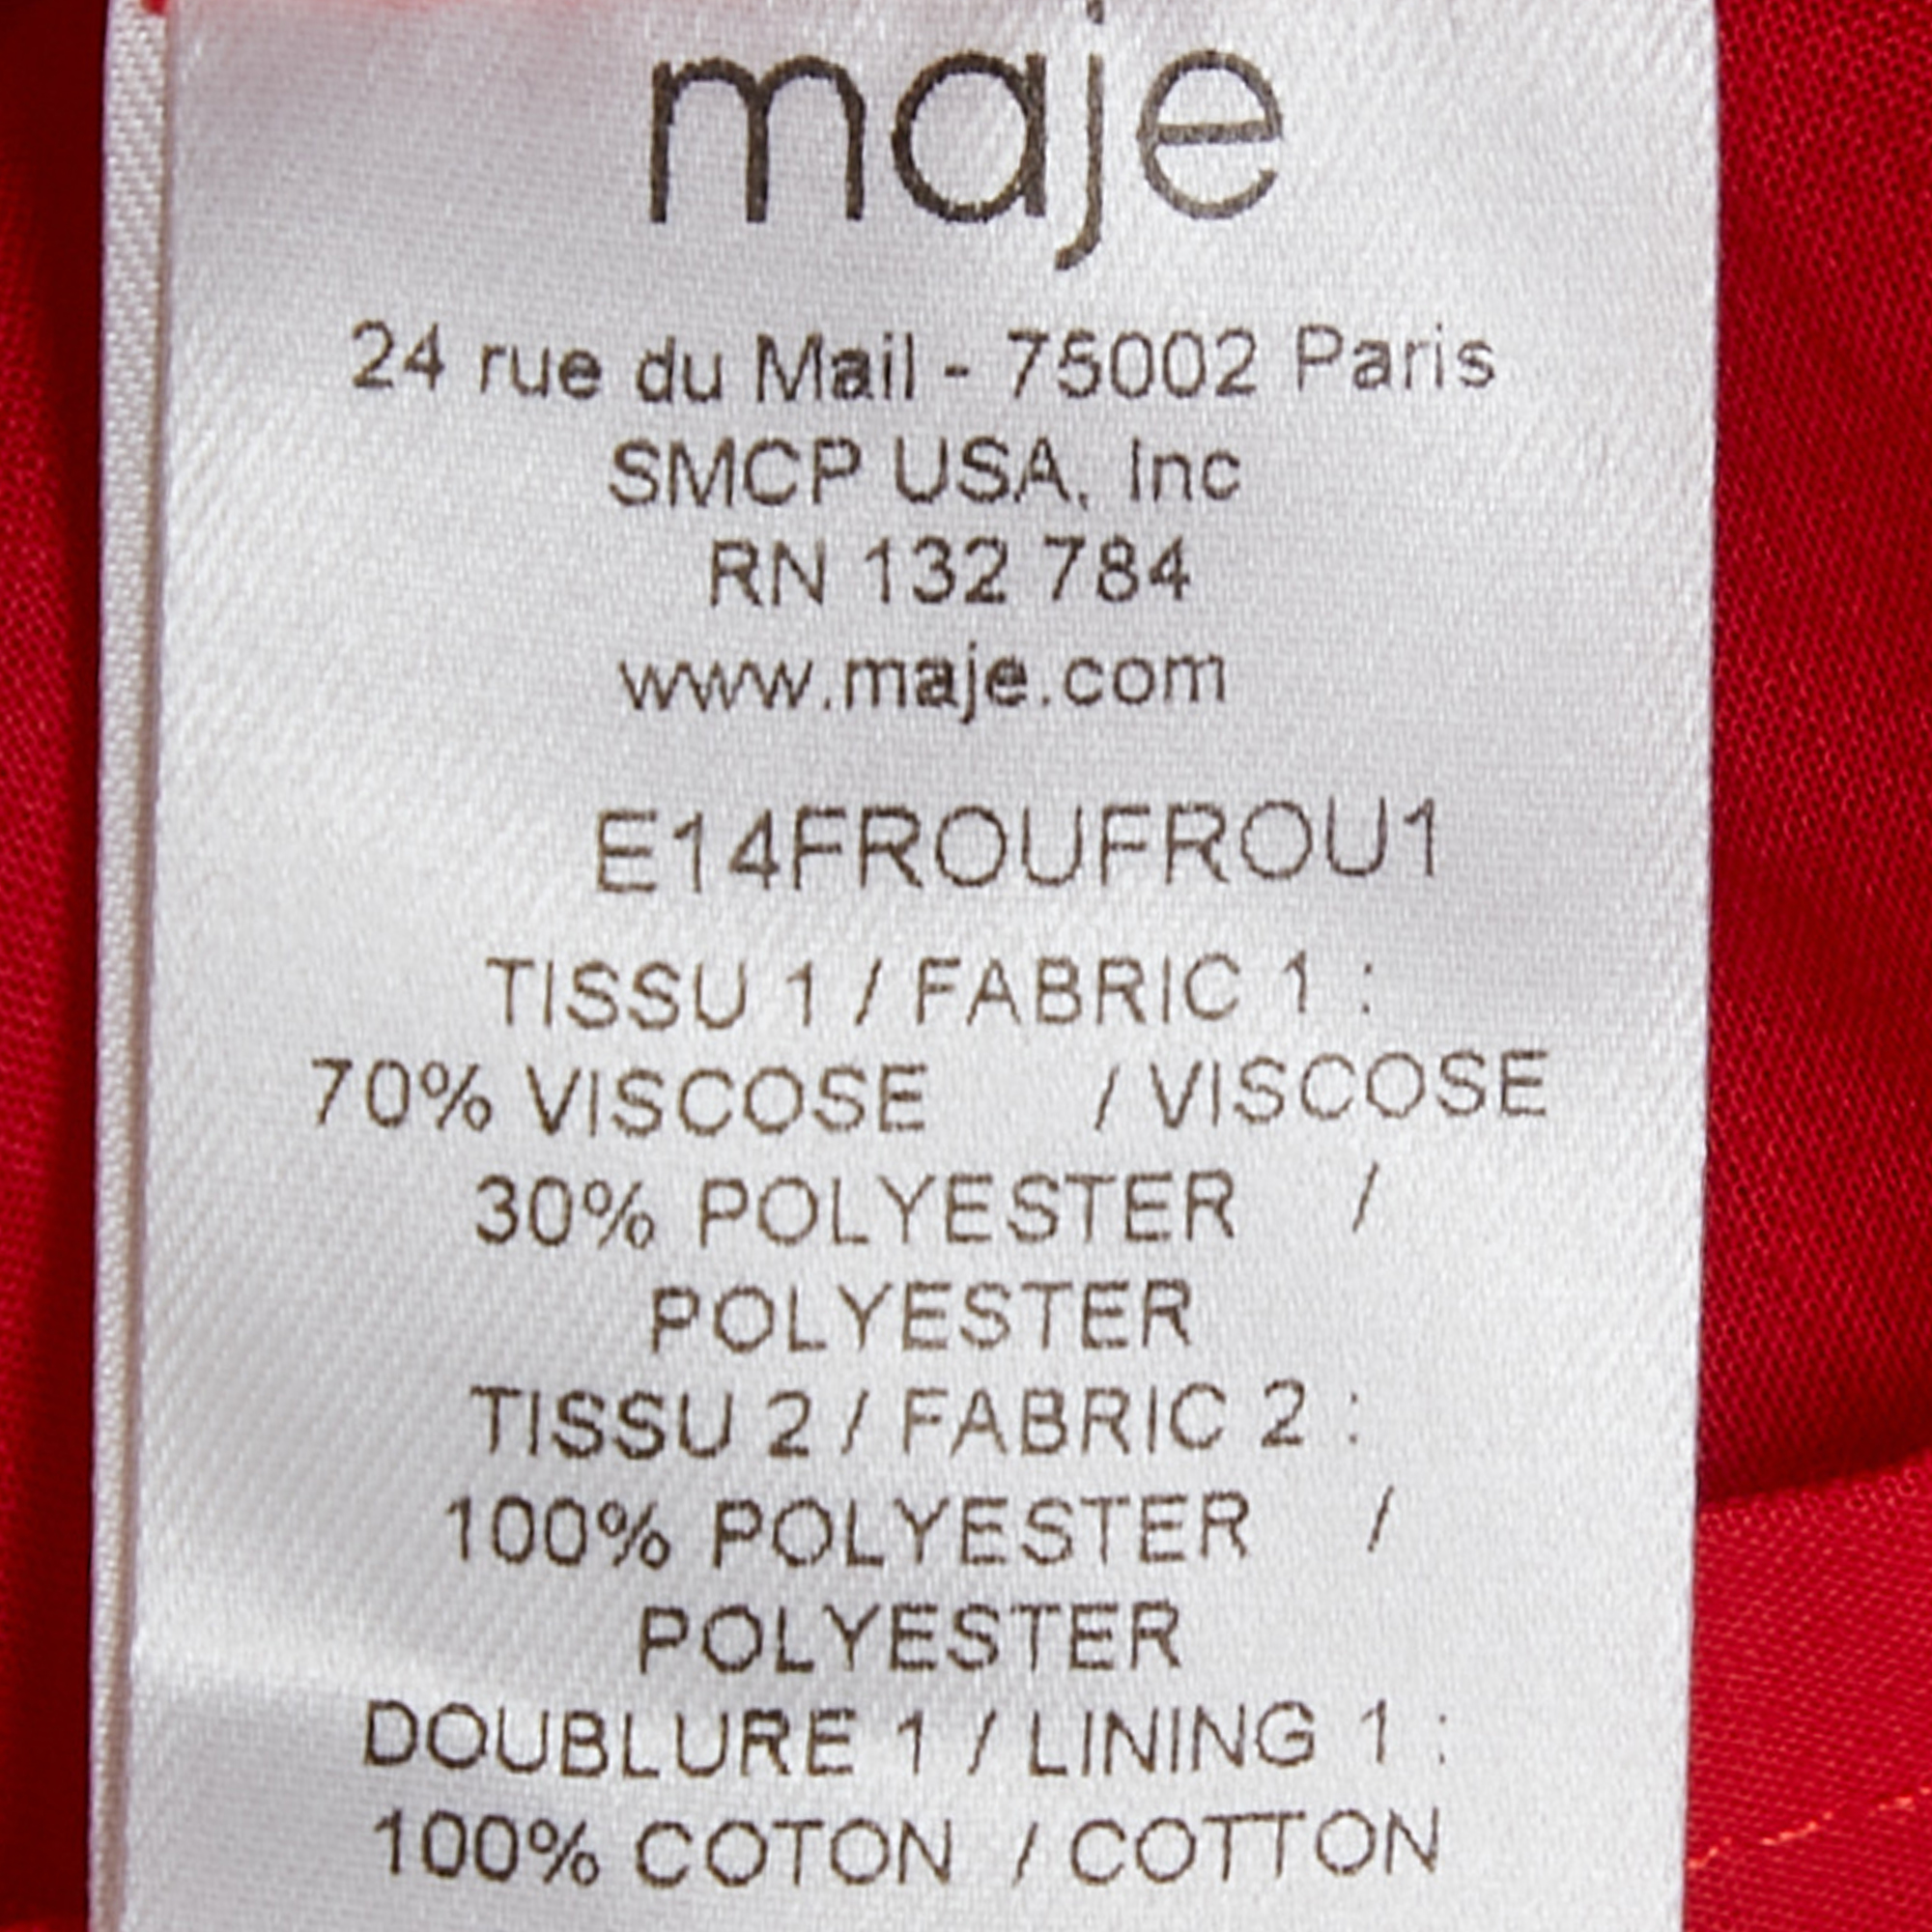 maje
24 rue du Mail - 75002 Paris
SMCP USA, Inc
RN 132 784
www.maje.com
E14FROUFROU1
TISSU 1 / FABRIC 1 :
70% VISCOSE / VISCOSE
30% POLYESTER /
POLYESTER
TISSU 2 / FABRIC 2 :
100% POLYESTER /
POLYESTER
DOUBLURE 1 / LINING 1 :
100% COTON / COTTON